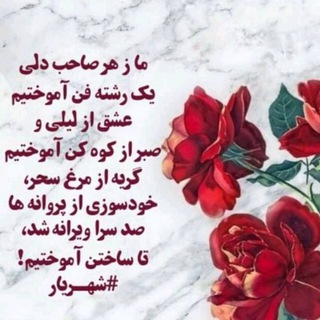 ما ز هر صاحب دلی
یک رشته فن آموختیم
عشق از لیلی و
صبر از کوه کن آموختیم
گریه از مرغ سحر،
خودسوزی از پروانه ها
صد سرا ویرانه شد،
تا ساختن آموختیم!
#شهریار